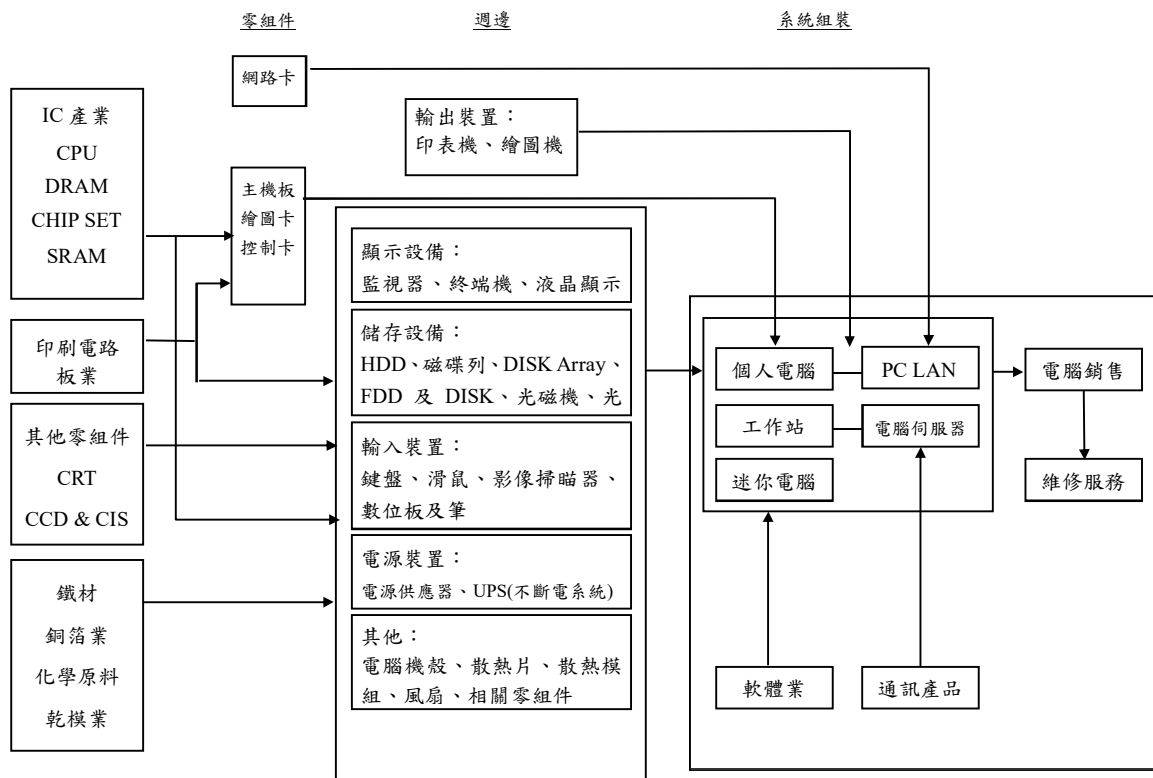 零組件
週邊
系統組裝
網路卡
IC 產業
CPU
DRAM
CHIP SET
SRAM
輸出裝置：
印表機、繪圖機
主機板
繪圖卡
控制卡
印刷電路
板業
其他零組件
CRT
CCD & CIS
鐵材
銅箔業
化學原料
乾模業
顯示設備：
監視器、終端機、液晶顯示
儲存設備：
HDD、磁碟列、DISK Array、
FDD 及 DISK、光磁機、光
輸入裝置：
鍵盤、滑鼠、影像掃瞄器、
數位板及筆
電源裝置：
電源供應器、UPS(不斷電系統)
其他：
電腦機殼、散熱片、散熱模
組、風扇、相關零組件
個人電腦
PC LAN
工作站
電腦伺服器
迷你電腦
電腦銷售
維修服務
軟體業
通訊產品